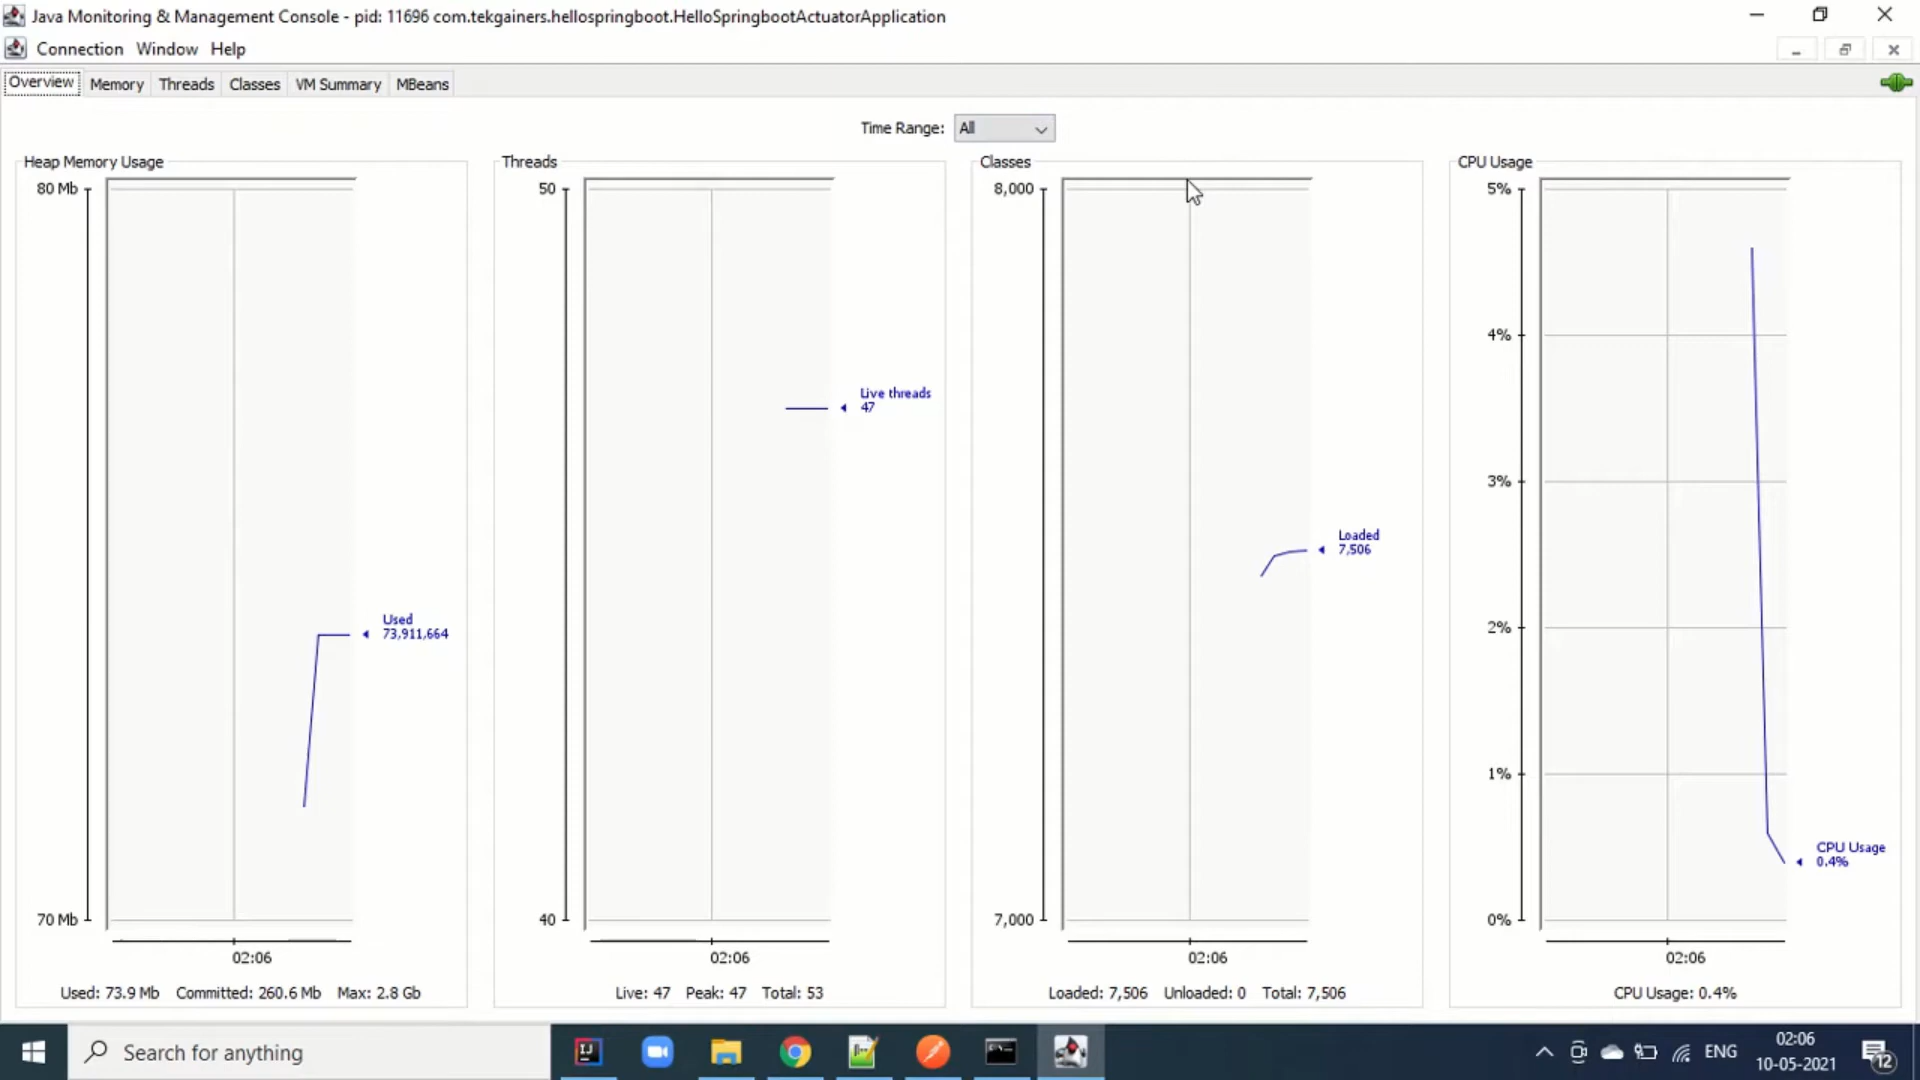 Java Monitoring & Management Console - pid: 11696 com.tekgainers.hellospringboot.HelloSpringbootActuatorApplication
Connection Window Help
Overview Memory Threads Classes VM Summary MBeans
Time Range: All
Heap Memory Usage
80 Mb
Used
73,911,664
70 Mb
02:06
Used: 73.9 Mb Committed: 260.6 Mb Max: 2.8 Gb
Threads
50
Live threads
47
40
02:06
Live: 47 Peak: 47 Total: 53
Classes
8,000
Loaded
7,506
7,000
02:06
Loaded: 7,506 Unloaded: 0 Total: 7,506
CPU Usage
5%
4%
3%
2%
1%
CPU Usage
0.4%
0%
02:06
CPU Usage: 0.4%
Search for anything
IJ
ENG
02:06
10-05-2021
12